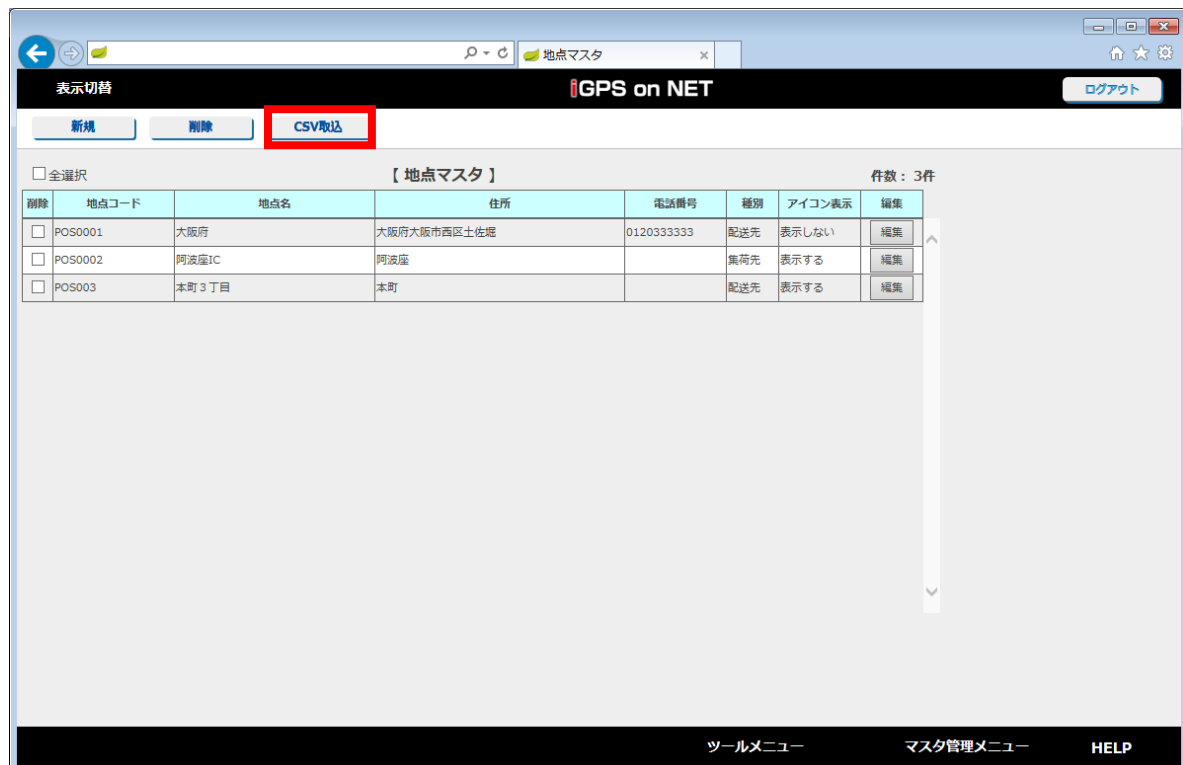 地点マスタ
表示切替
iGPS on NET
ログアウト
新規 削除 CSV取込
全選択 【 地点マスタ 】 件数： 3件
削除 地点コード 地点名 住所 電話番号 種別 アイコン表示 編集
POS0001 大阪府 大阪府大阪市西区土佐堀 0120333333 配送先 表示しない 編集
POS0002 阿波座IC 阿波座 集荷先 表示する 編集
POS003 本町３丁目 本町 配送先 表示する 編集
ツールメニュー マスタ管理メニュー HELP